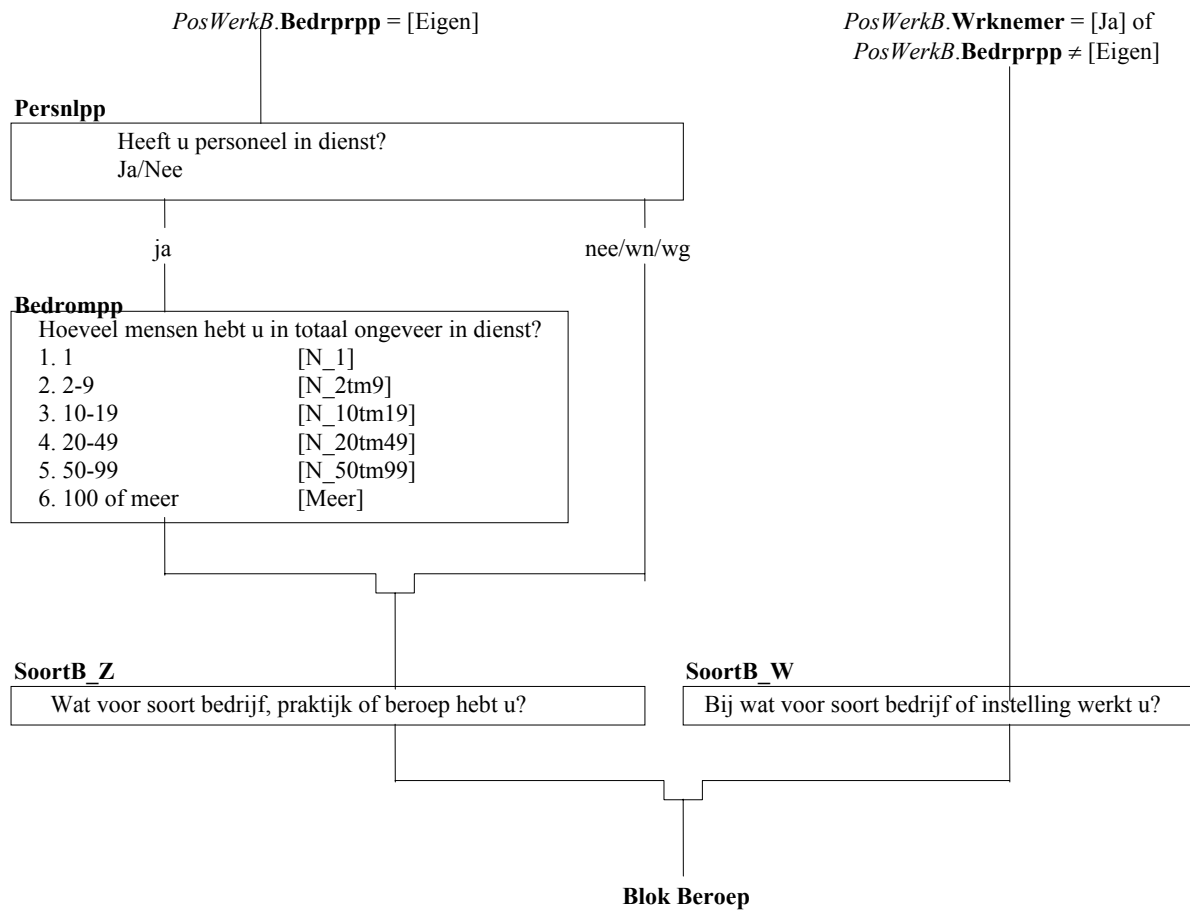 PosWerkB.Bedrprpp = [Eigen]
PosWerkB.Wrknemer = [Ja] of
PosWerkB.Bedrprpp ≠ [Eigen]
Persnlpp
Heeft u personeel in dienst?
Ja/Nee
ja
nee/wn/wg
Bedrompp
Hoeveel mensen hebt u in totaal ongeveer in dienst?
1. 1 [N_1]
2. 2-9 [N_2tm9]
3. 10-19 [N_10tm19]
4. 20-49 [N_20tm49]
5. 50-99 [N_50tm99]
6. 100 of meer [Meer]
SoortB_Z
Wat voor soort bedrijf, praktijk of beroep hebt u?
SoortB_W
Bij wat voor soort bedrijf of instelling werkt u?
Blok Beroep